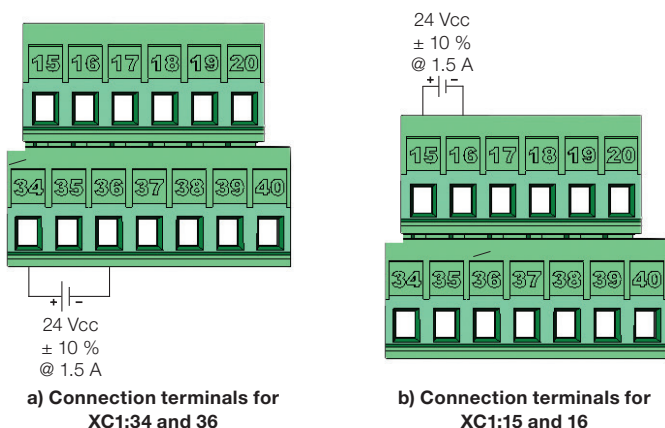 15 16 17 18 19 20
34 35 36 37 38 39 40
+ −
24 Vcc
± 10 %
@ 1.5 A
a) Connection terminals for
XC1:34 and 36
24 Vcc
± 10 %
@ 1.5 A
+ −
15 16 17 18 19 20
34 35 36 37 38 39 40
b) Connection terminals for
XC1:15 and 16